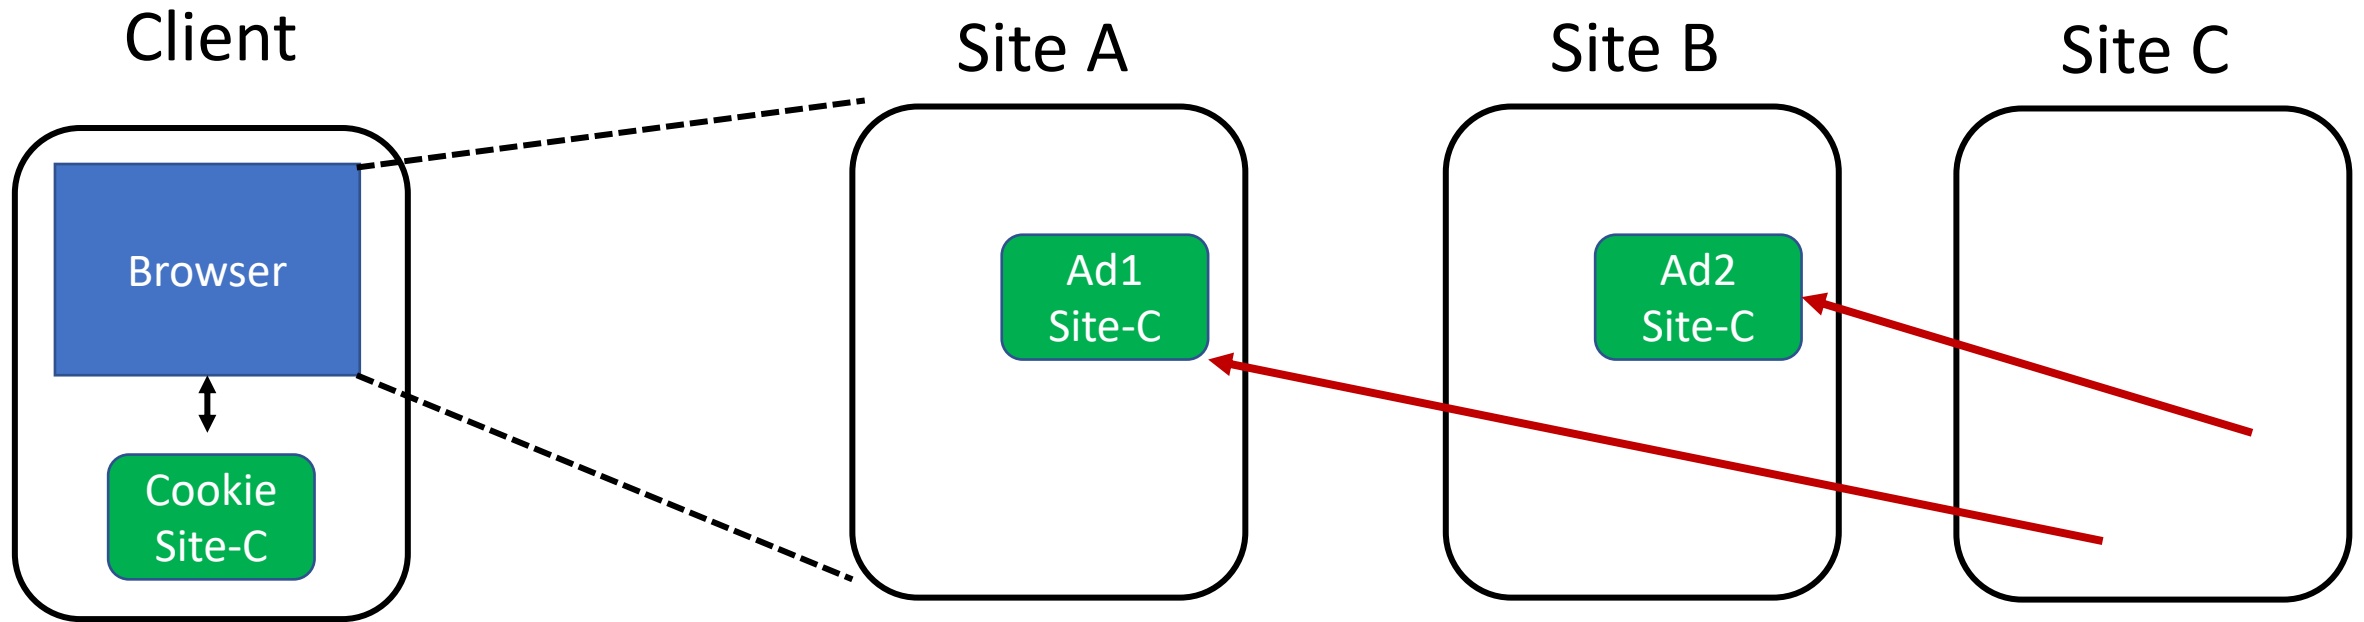 Client
Site A
Site B
Site C
Browser
Ad1
Site-C
Ad2
Site-C
Cookie
Site-C